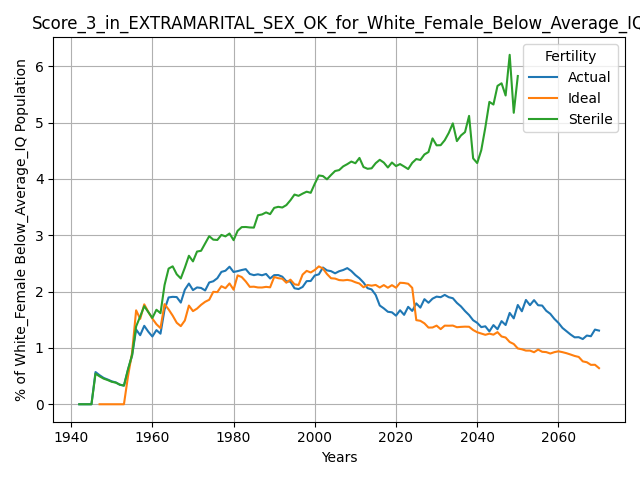 Score_3_in_EXTRAMARITAL_SEX_OK_for_White_Female_Below_Average_IQ
% of White_Female Below_Average_IQ Population
6
5
4
3
2
1
0
Fertility
Actual
Ideal
Sterile
1940 1960 1980 2000 2020 2040 2060
Years